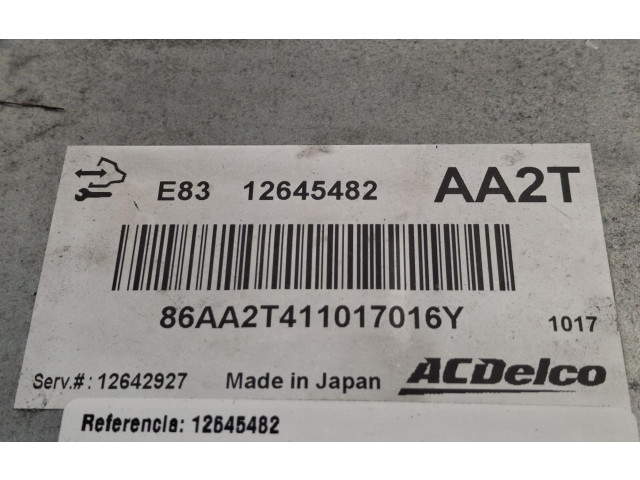 E83 12645482 AA2T
86AA2T411017016Y 1017
Serv.#: 12642927 Made in Japan ACDelco
Referencia: 12645482